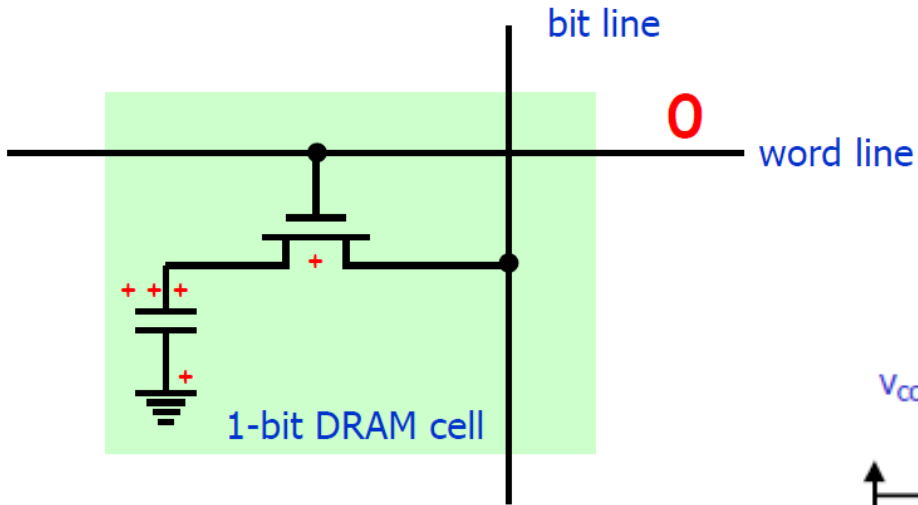 bit line
0
word line
+
+ + +
+
1-bit DRAM cell